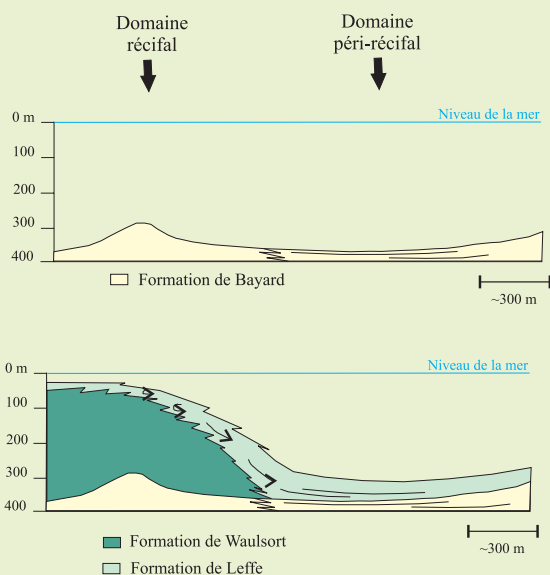 Domaine
récifal
Domaine
péri-récifal
Niveau de la mer
0 m
100
200
300
400
Formation de Bayard
~300 m
Niveau de la mer
0 m
100
200
300
400
Formation de Waulsort
Formation de Leffe
~300 m